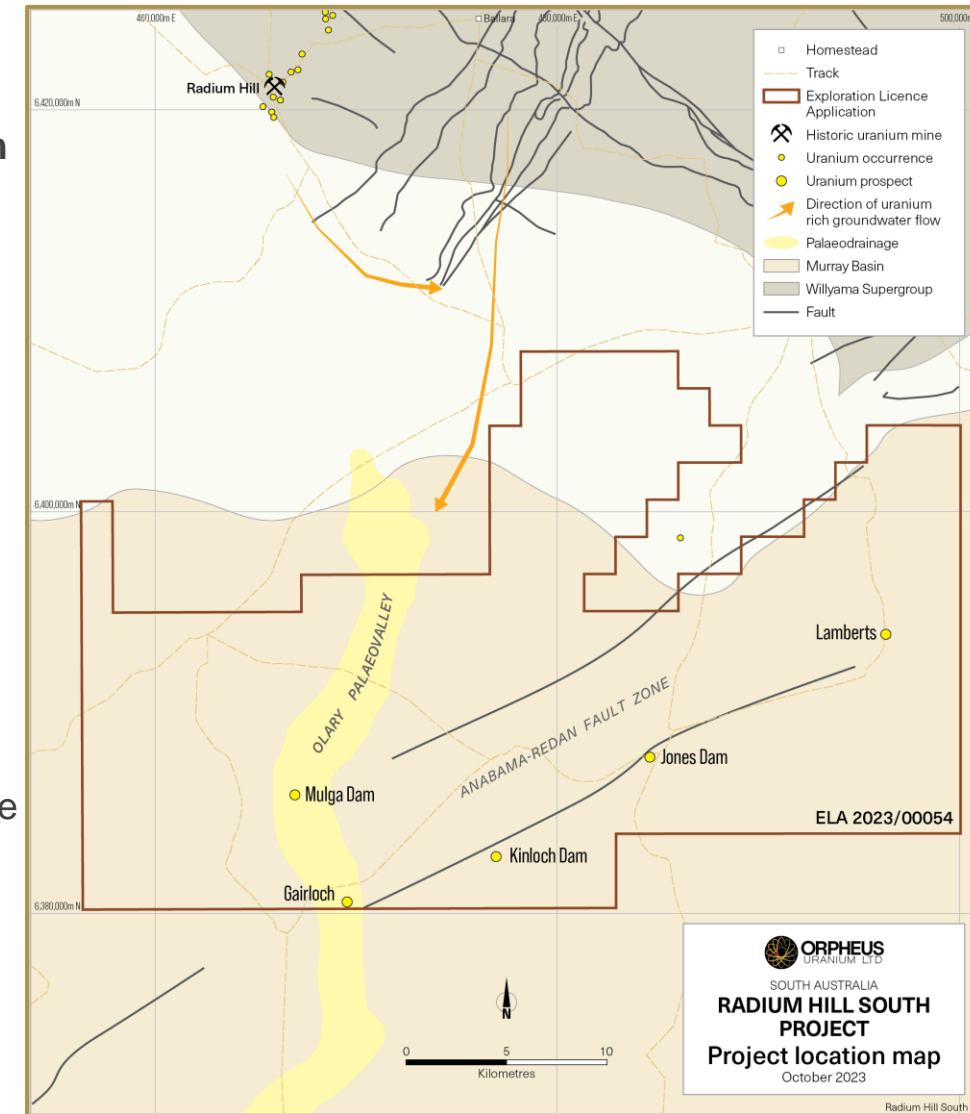 460,000m E
Ballara
480,000m E
500,000m
Homestead
Track
Exploration Licence
Application
Historic uranium mine
Uranium occurrence
Uranium prospect
Direction of uranium
rich groundwater flow
Palaeodrainage
Murray Basin
Willyama Supergroup
Fault
Radium Hill
6,420,000m N
n
6,400,000m N
OLARY PALAEOVALLEY
Lamberts
ANABAMA-REDAN FAULT ZONE
Jones Dam
Mulga Dam
e
ELA 2023/00054
Kinloch Dam
Gairloch
6,380,000m N
N
0 5 10
Kilometres
ORPHEUS
URANIUM LTD
SOUTH AUSTRALIA
RADIUM HILL SOUTH
PROJECT
Project location map
October 2023
Radium Hill South